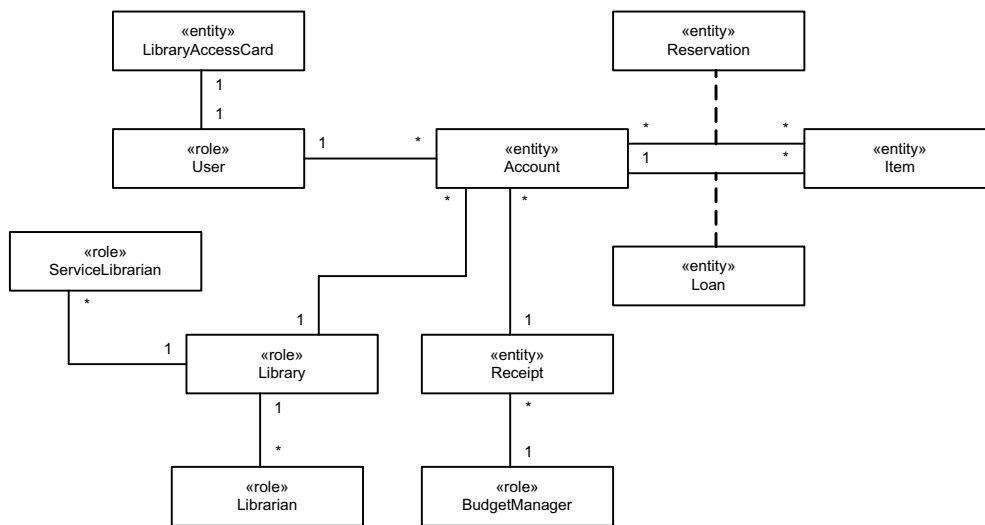 «entity»
LibraryAccessCard
1
1
«role»
User
1
*
«entity»
Account
«entity»
Reservation
*
*
1
*
«entity»
Item
«entity»
Loan
*
*
«role»
ServiceLibrarian
*
1
1
«role»
Library
1
*
«role»
Librarian
1
«entity»
Receipt
*
1
«role»
BudgetManager